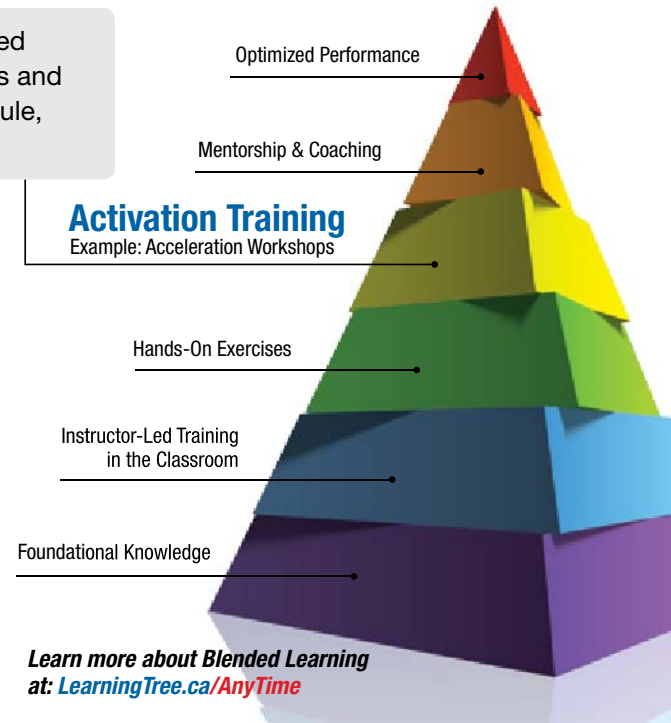 ed
s and
ule,
Optimized Performance
Mentorship & Coaching
Activation Training
Example: Acceleration Workshops
Hands-On Exercises
Instructor-Led Training
in the Classroom
Foundational Knowledge
Learn more about Blended Learning
at: LearningTree.ca/AnyTime